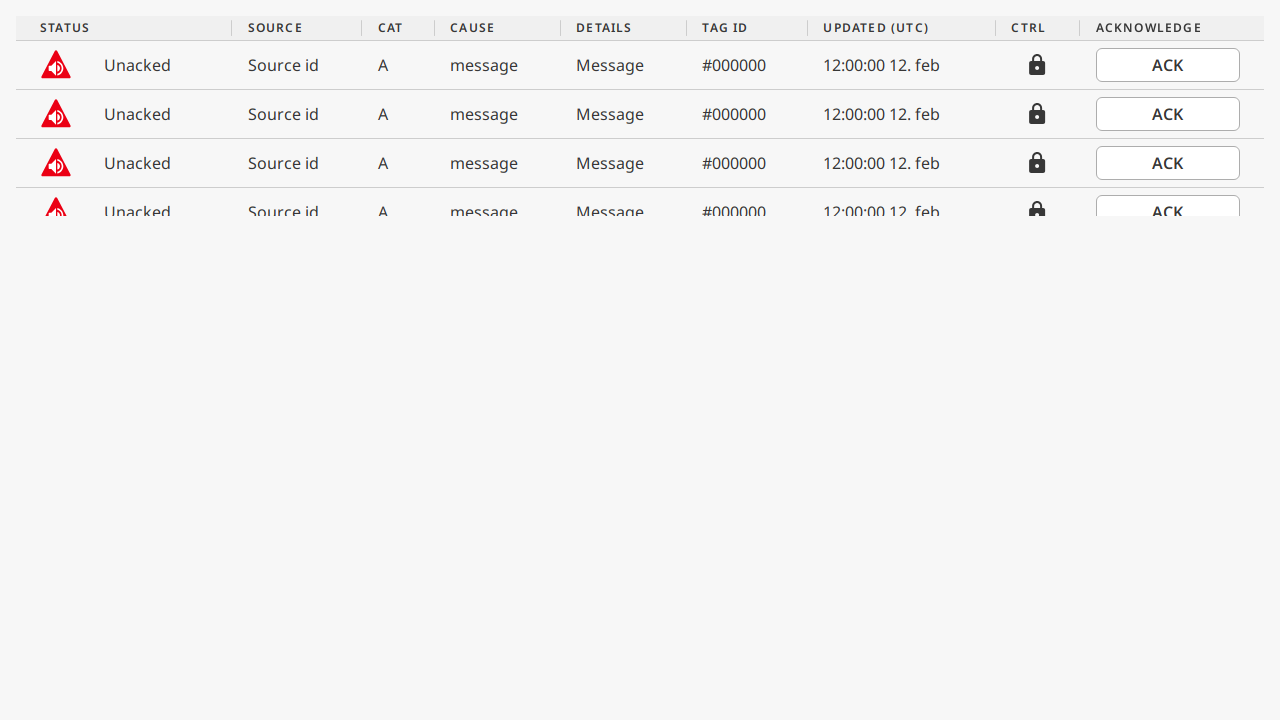 STATUS SOURCE CAT CAUSE DETAILS TAG ID UPDATED (UTC) CTRL ACKNOWLEDGE
Unacked Source id A message Message #000000 12:00:00 12. feb ACK
Unacked Source id A message Message #000000 12:00:00 12. feb ACK
Unacked Source id A message Message #000000 12:00:00 12. feb ACK
Unacked Source id A message Message #000000 12:00:00 12. feb ACK